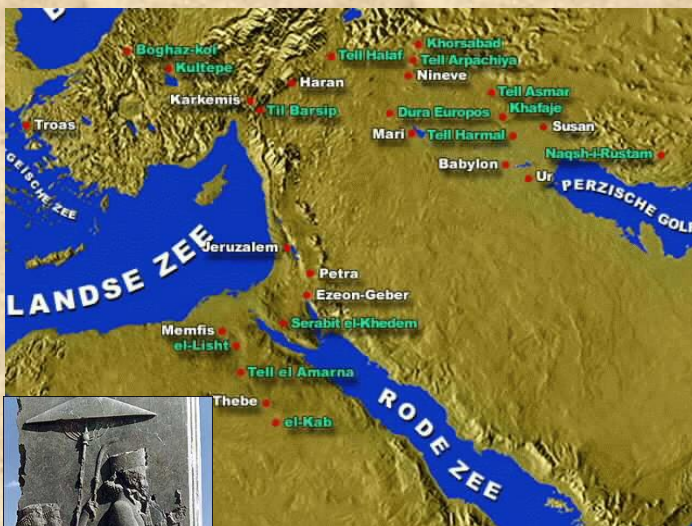 Boghaz-koi
Kultepe
Tell Halaf
Khorsabad
Tell Arpachiya
Nineve
Haran
Karkemis
Til Barsip
Tell Asmar
Dura Europos
Khafaje
Troas
Mari
Tell Harmal
Susan
Babylon
Naqsh-i-Rustam
Ur
GEISCHE ZEE
PERZISCHE GOL
LANDSE ZEE
Jeruzalem
Petra
Ezeon-Geber
Serabit el-Khedem
Memfis
el-Lisht
Tell el Amarna
Thebe
el-Kab
RODE ZEE